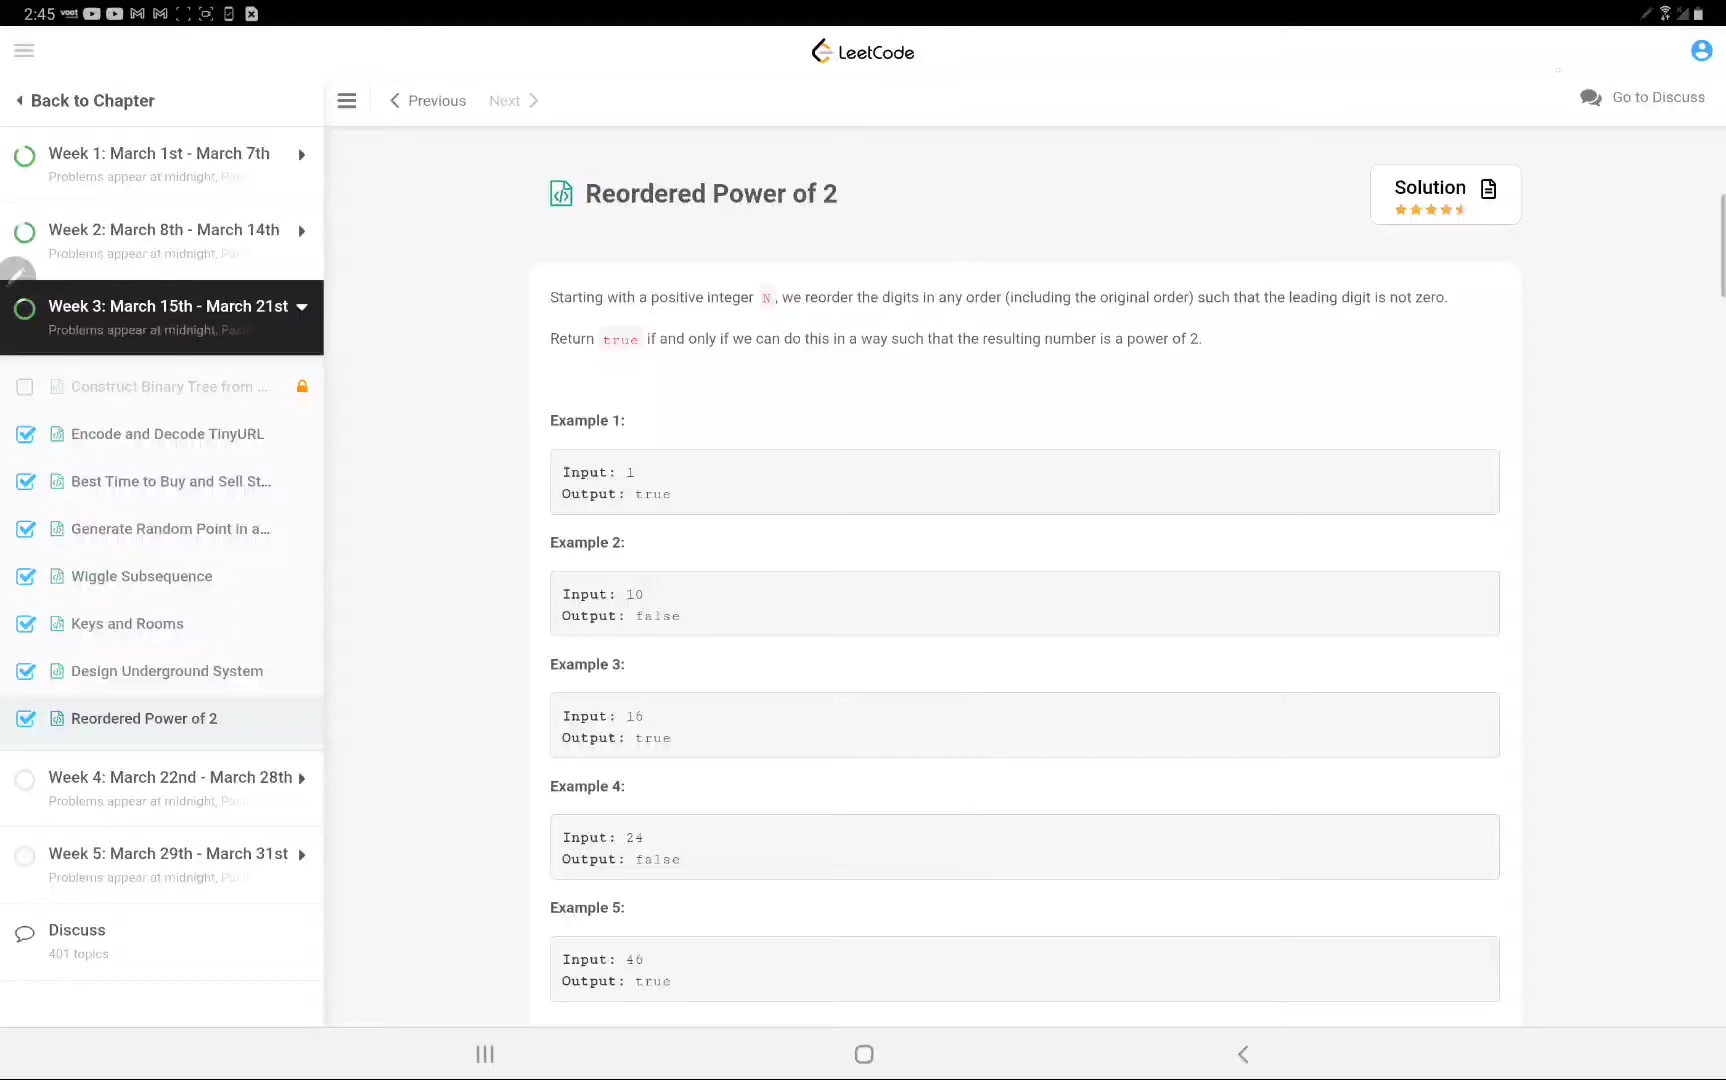 2:45
LeetCode
Back to Chapter
Previous
Next
Go to Discuss
Week 1: March 1st - March 7th
Problems appear at midnight,
Week 2: March 8th - March 14th
Problems appear at midnight,
Week 3: March 15th - March 21st
Problems appear at midnight,
Construct Binary Tree from ...
Encode and Decode TinyURL
Best Time to Buy and Sell St...
Generate Random Point in a...
Wiggle Subsequence
Keys and Rooms
Design Underground System
Reordered Power of 2
Week 4: March 22nd - March 28th
Problems appear at midnight,
Week 5: March 29th - March 31st
Problems appear at midnight,
Discuss
401 topics
Reordered Power of 2
Solution
Starting with a positive integer N, we reorder the digits in any order (including the original order) such that the leading digit is not zero.
Return true if and only if we can do this in a way such that the resulting number is a power of 2.
Example 1:
Input: 1
Output: true
Example 2:
Input: 10
Output: false
Example 3:
Input: 16
Output: true
Example 4:
Input: 24
Output: false
Example 5:
Input: 46
Output: true